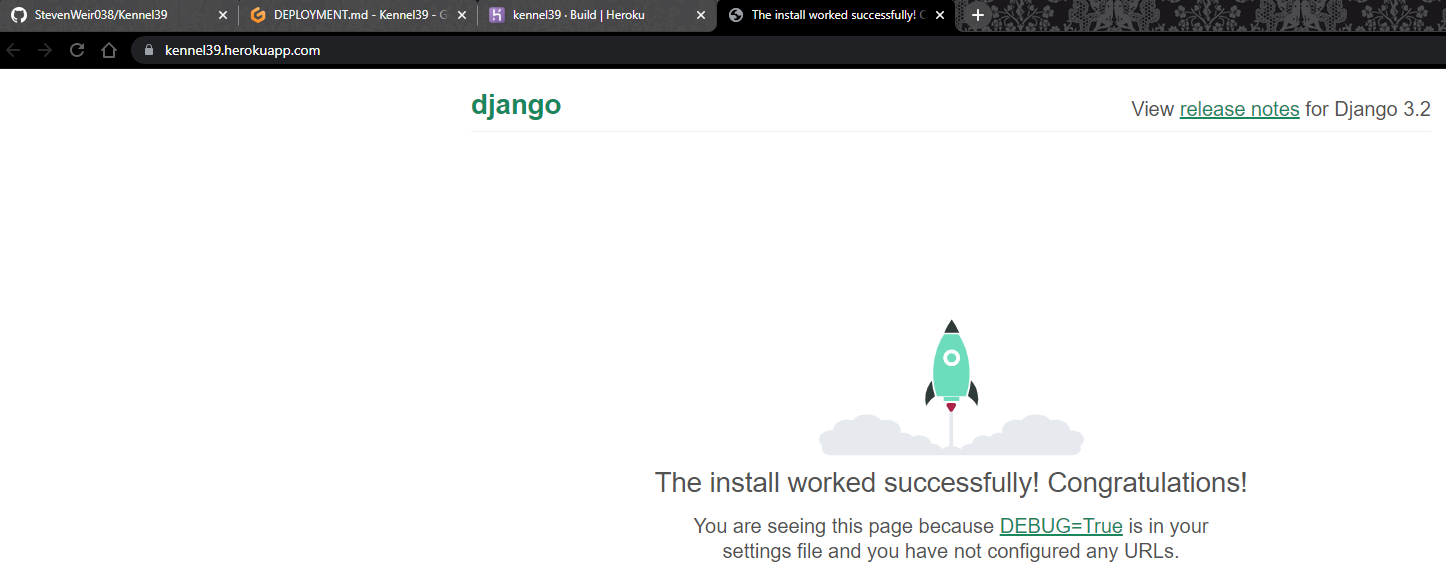 StevenWeir038/Kennel39
DEPLOYMENT.md - Kennel39 - G
kennel39 · Build | Heroku
The install worked successfully! C
kennel39.herokuapp.com
django
View release notes for Django 3.2
The install worked successfully! Congratulations!
You are seeing this page because DEBUG=True is in your
settings file and you have not configured any URLs.